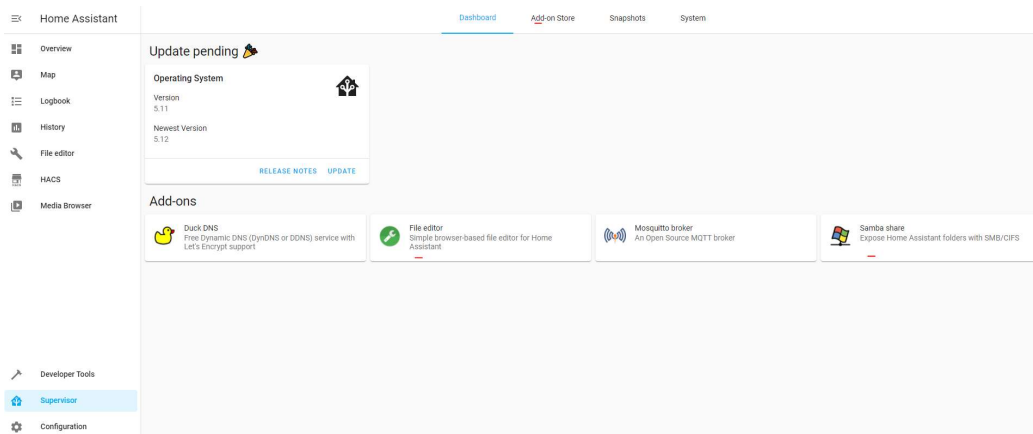 Home Assistant
Dashboard
Add-on Store
Snapshots
System
Overview
Map
Logbook
History
File editor
HACS
Media Browser
Developer Tools
Supervisor
Configuration
Update pending
Operating System
Version
5.11
Newest Version
5.12
RELEASE NOTES
UPDATE
Add-ons
Duck DNS
Free Dynamic DNS (DynDNS or DDNS) service with
Let's Encrypt support
File editor
Simple browser-based file editor for Home
Assistant
Mosquitto broker
An Open Source MQTT broker
Samba share
Expose Home Assistant folders with SMB/CIFS